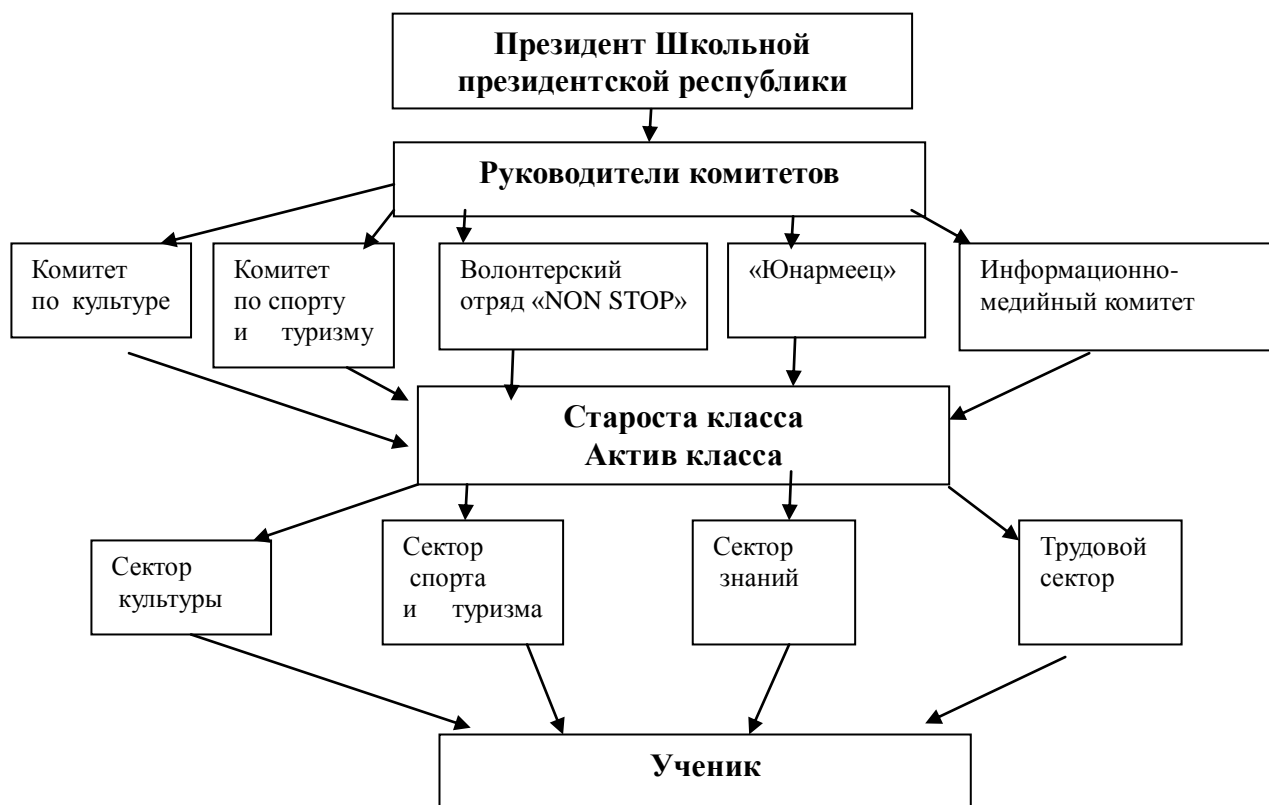 Президент Школьной
президентской республики
Руководители комитетов
Комитет
по культуре
Комитет
по спорту
и туризму
Волонтерский
отряд «NON STOP»
«Юнармеец»
Информационно-
медийный комитет
Староста класса
Актив класса
Сектор
культуры
Сектор
спорта
и туризма
Сектор
знаний
Трудовой
сектор
Ученик